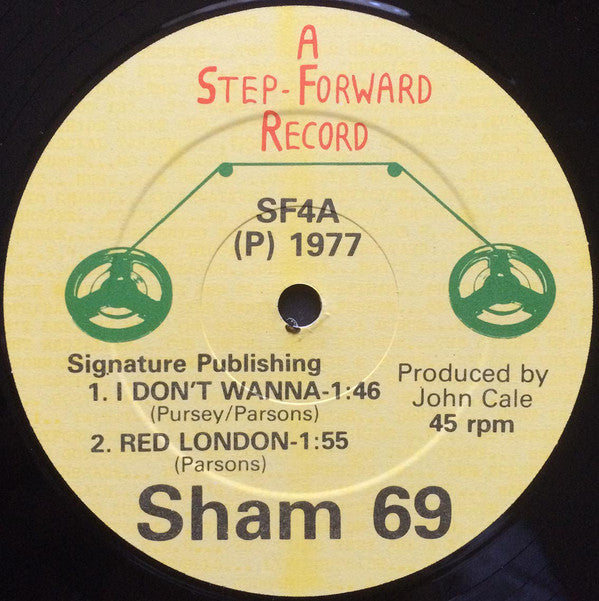 A
STEP-FORWARD
RECORD
SF4A
(P) 1977
Signature Publishing
1. I DON'T WANNA-1:46
(Pursey/Parsons)
2. RED LONDON-1:55
(Parsons)
Produced by
John Cale
45 rpm
Sham 69